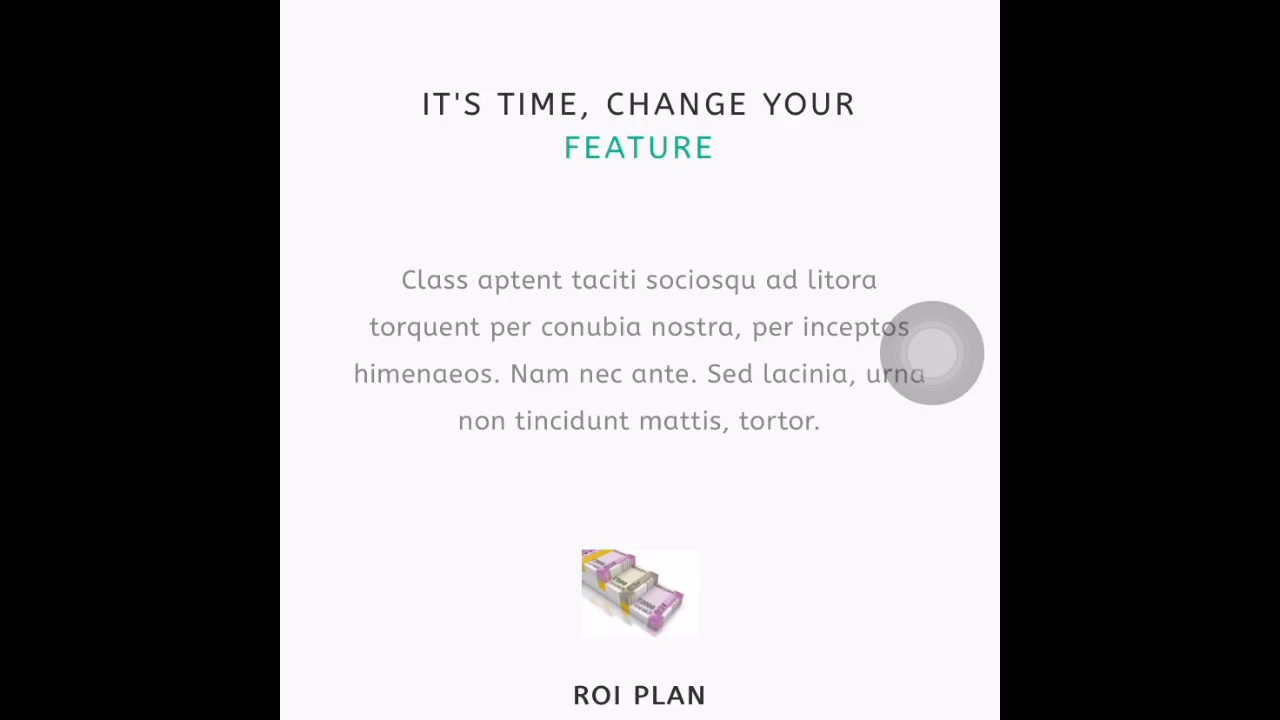 IT'S TIME, CHANGE YOUR
FEATURE
Class aptent taciti sociosqu ad litora
torquent per conubia nostra, per inceptos
himenaeos. Nam nec ante. Sed lacinia, urna
non tincidunt mattis, tortor.
ROI PLAN